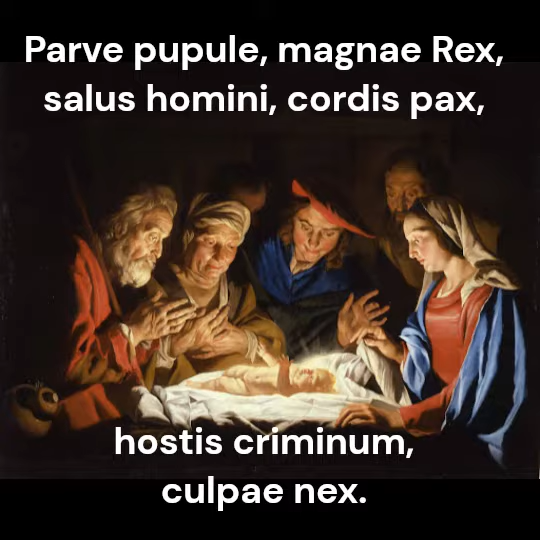 Parve pupule, magnae Rex,
salus homini, cordis pax,
hostis criminum,
culpae nex.